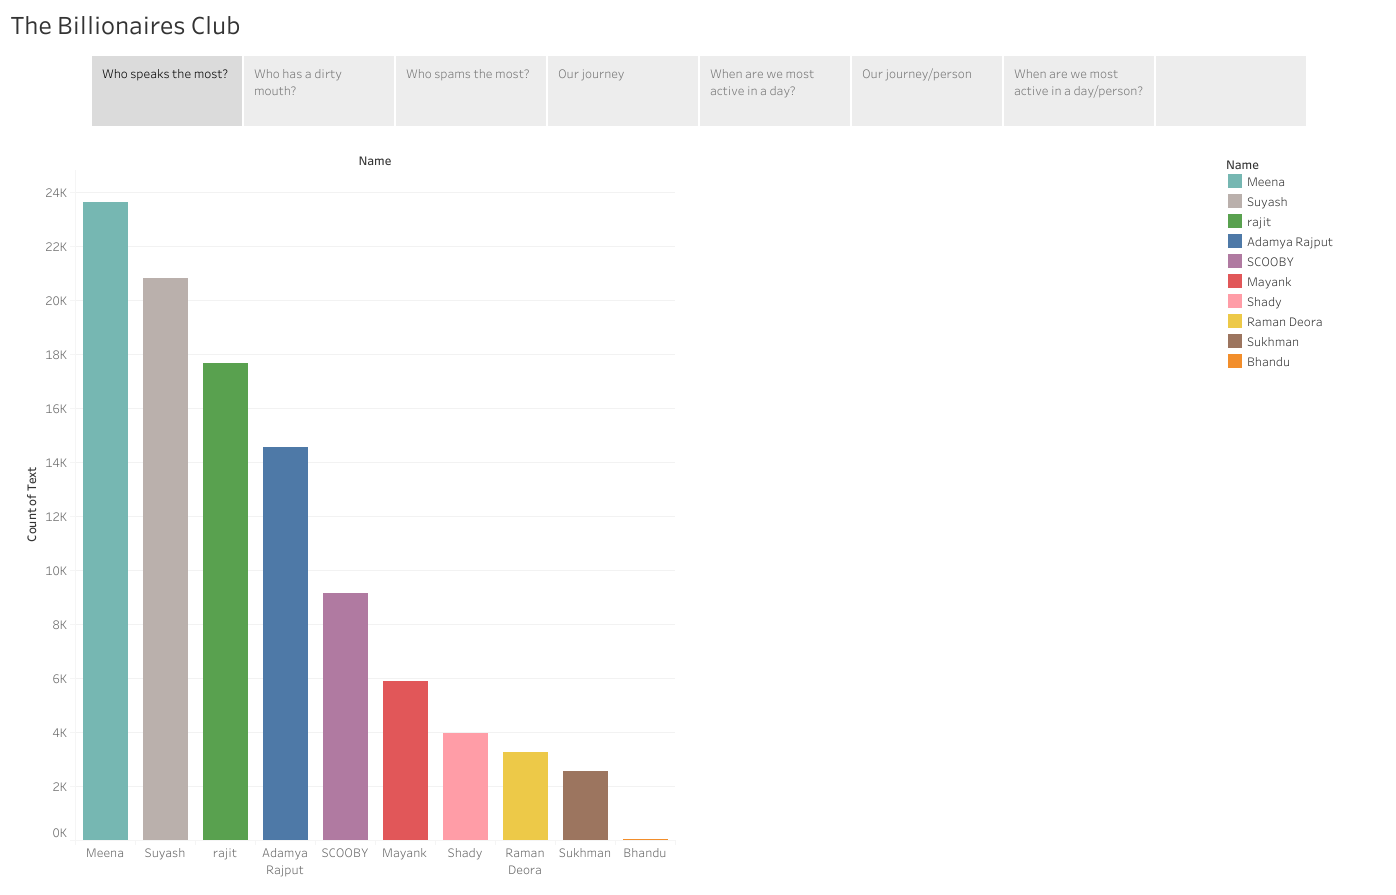 The Billionaires Club
Who speaks the most?
Who has a dirty
mouth?
Who spams the most?
Our journey
When are we most
active in a day?
Our journey/person
When are we most
active in a day/person?
Name
24K
22K
20K
18K
16K
14K
12K
10K
8K
6K
4K
2K
0K
Count of Text
Meena
Suyash
rajit
Adamya
Rajput
SCOOBY
Mayank
Shady
Raman
Deora
Sukhman
Bhandu
Name
Meena
Suyash
rajit
Adamya Rajput
SCOOBY
Mayank
Shady
Raman Deora
Sukhman
Bhandu